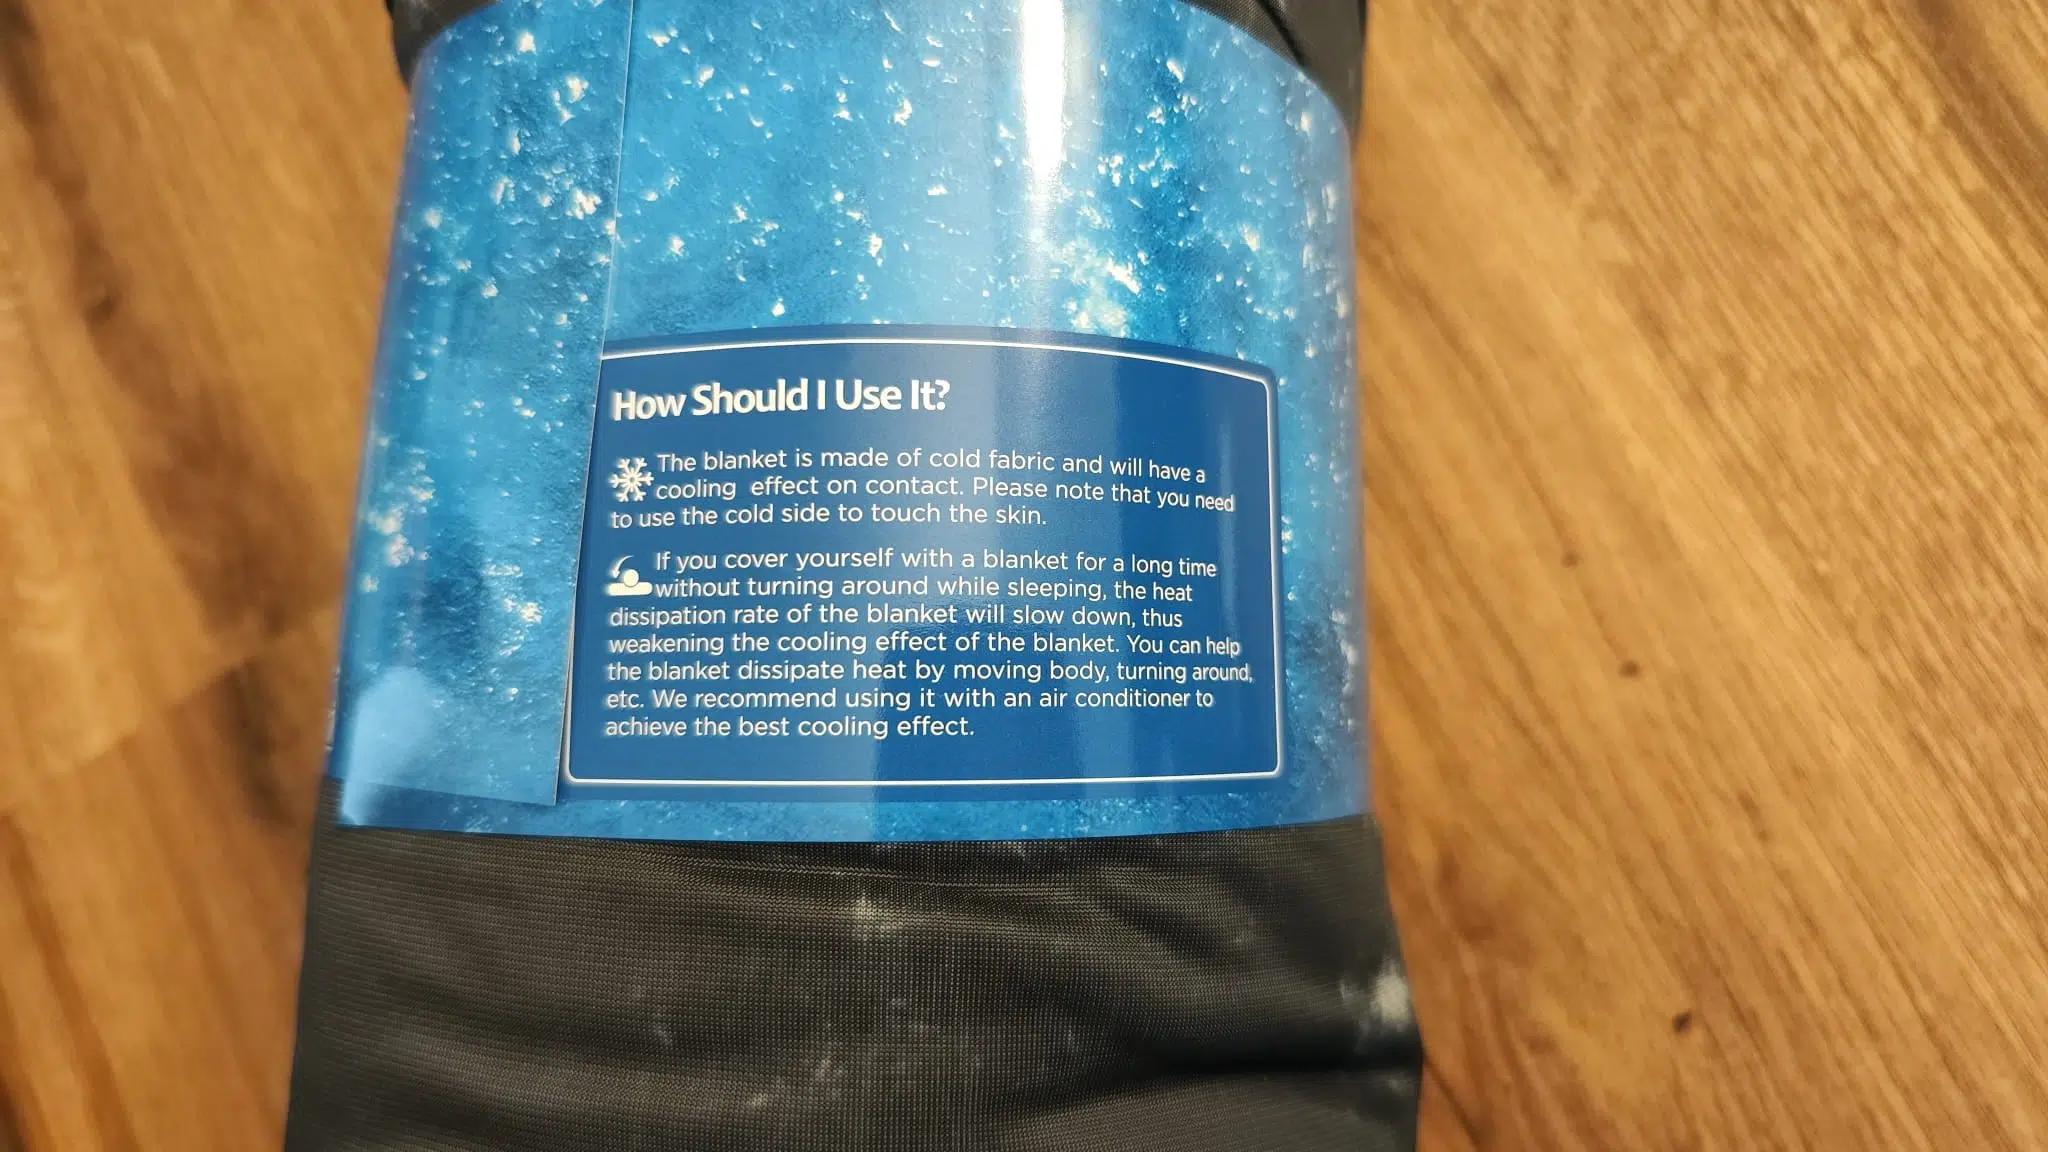 How Should I Use It?
The blanket is made of cold fabric and will have a
cooling effect on contact. Please note that you need
to use the cold side to touch the skin.
If you cover yourself with a blanket for a long time
without turning around while sleeping, the heat
dissipation rate of the blanket will slow down, thus
weakening the cooling effect of the blanket. You can help
the blanket dissipate heat by moving body, turning around,
etc. We recommend using it with an air conditioner to
achieve the best cooling effect.